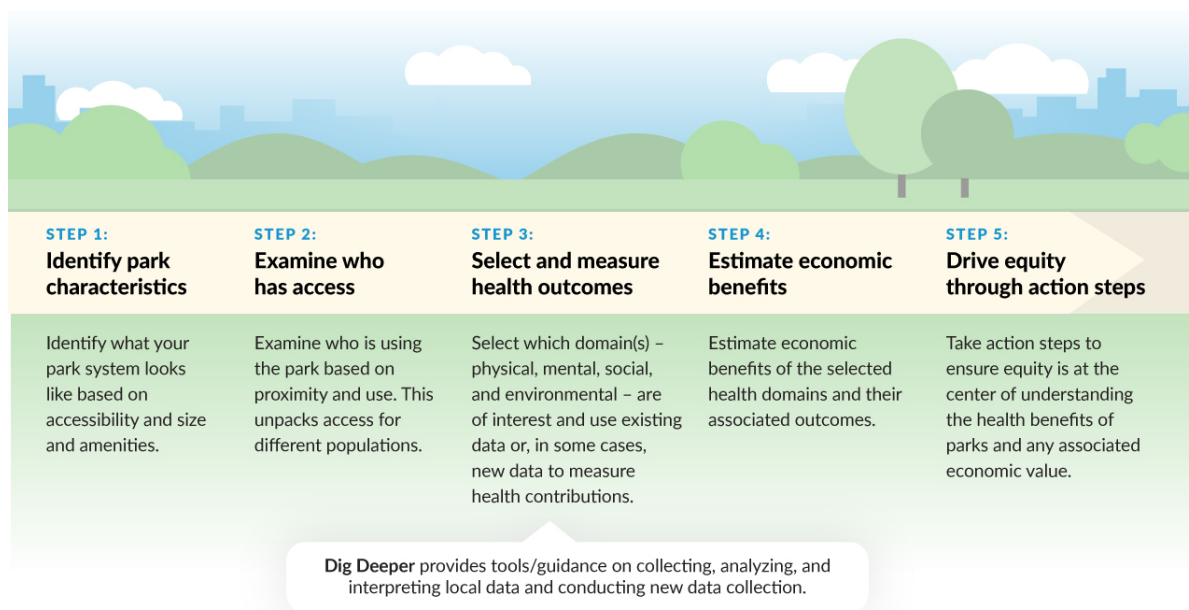 STEP 1:
Identify park
characteristics
Identify what your
park system looks
like based on
accessibility and size
and amenities.
STEP 2:
Examine who
has access
Examine who is using
the park based on
proximity and use. This
unpacks access for
different populations.
STEP 3:
Select and measure
health outcomes
Select which domain(s) –
physical, mental, social,
and environmental – are
of interest and use existing
data or, in some cases,
new data to measure
health contributions.
STEP 4:
Estimate economic
benefits
Estimate economic
benefits of the selected
health domains and their
associated outcomes.
STEP 5:
Drive equity
through action steps
Take action steps to
ensure equity is at the
center of understanding
the health benefits of
parks and any associated
economic value.
Dig Deeper provides tools/guidance on collecting, analyzing, and
interpreting local data and conducting new data collection.